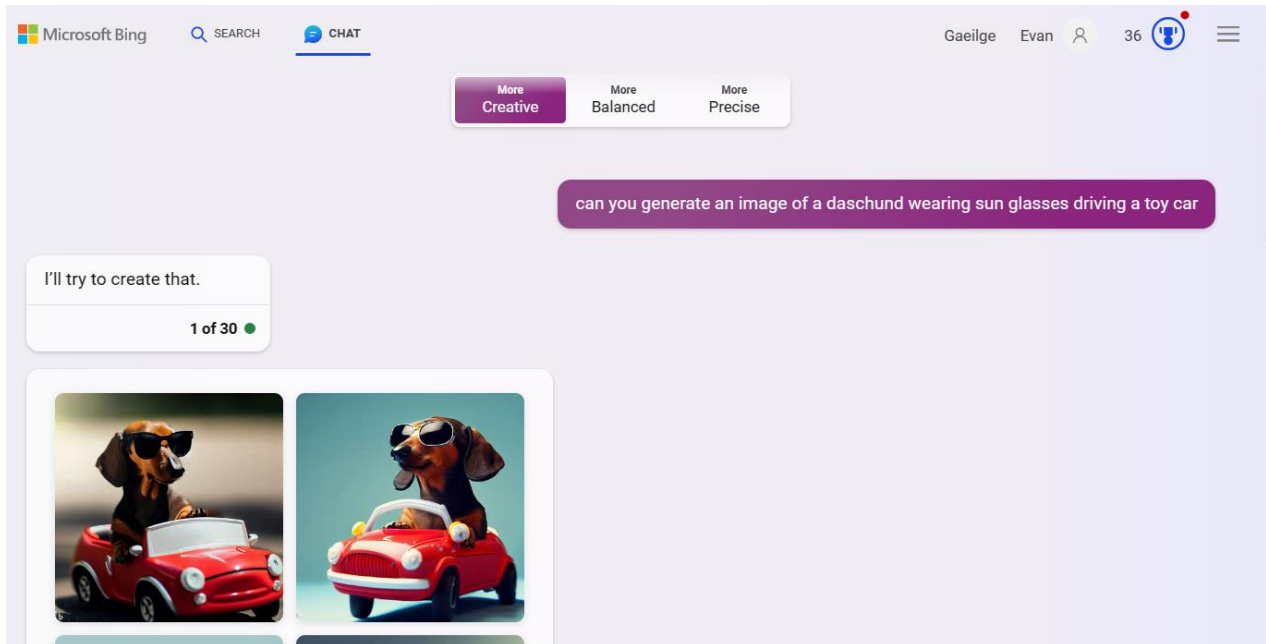 Microsoft Bing
SEARCH
CHAT
Gaeilge
Evan
36
More
Creative
More
Balanced
More
Precise
can you generate an image of a daschund wearing sun glasses driving a toy car
I'll try to create that.
1 of 30